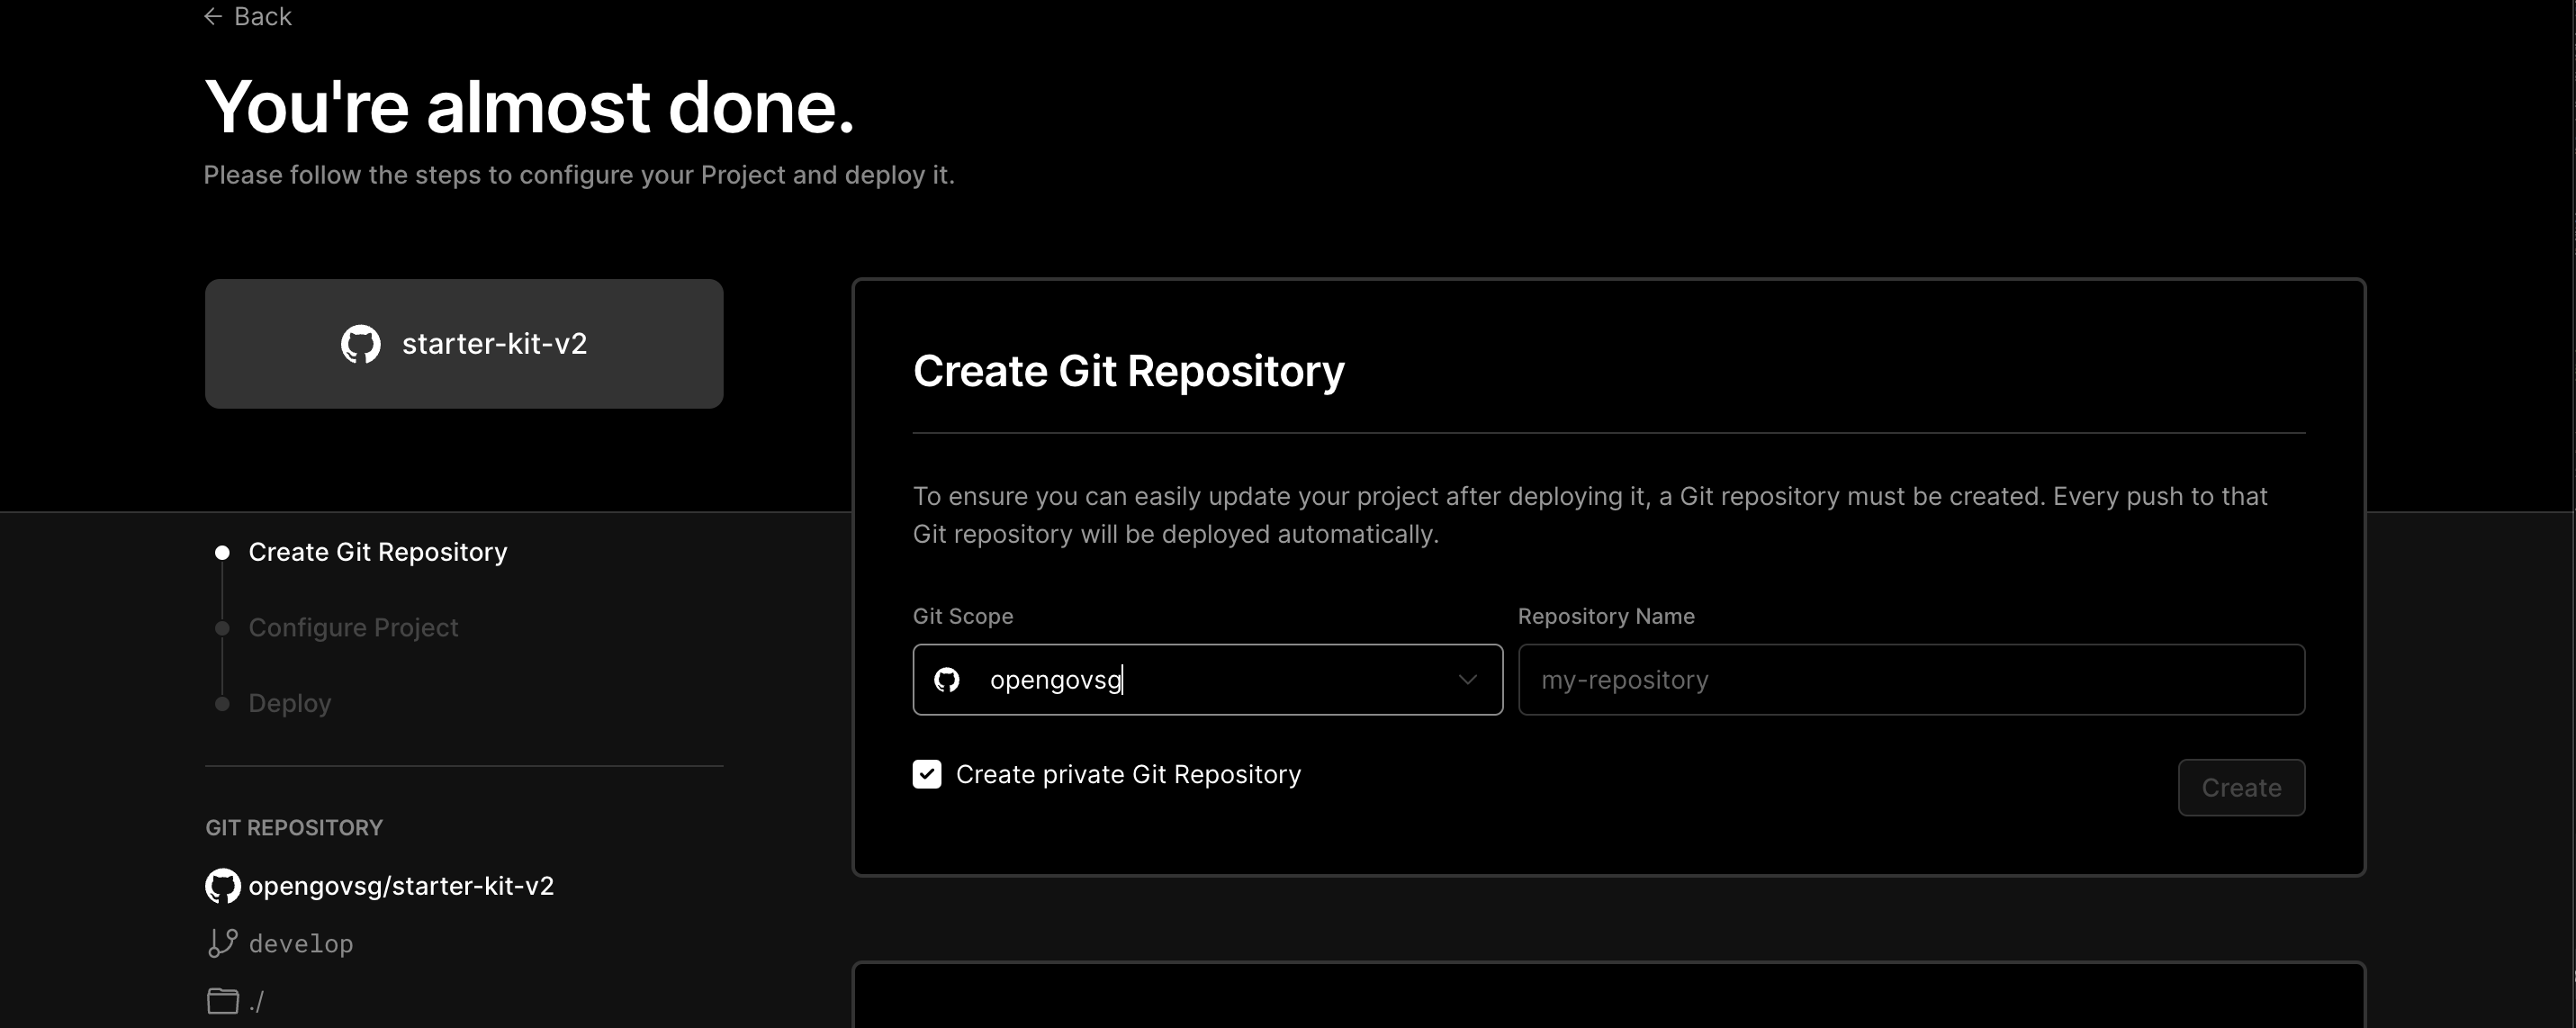 Back
You're almost done.
Please follow the steps to configure your Project and deploy it.
starter-kit-v2
Create Git Repository
Configure Project
Deploy
GIT REPOSITORY
opengovsg/starter-kit-v2
develop
./
Create Git Repository
To ensure you can easily update your project after deploying it, a Git repository must be created. Every push to that
Git repository will be deployed automatically.
Git Scope
opengovsg
Repository Name
my-repository
Create private Git Repository
Create